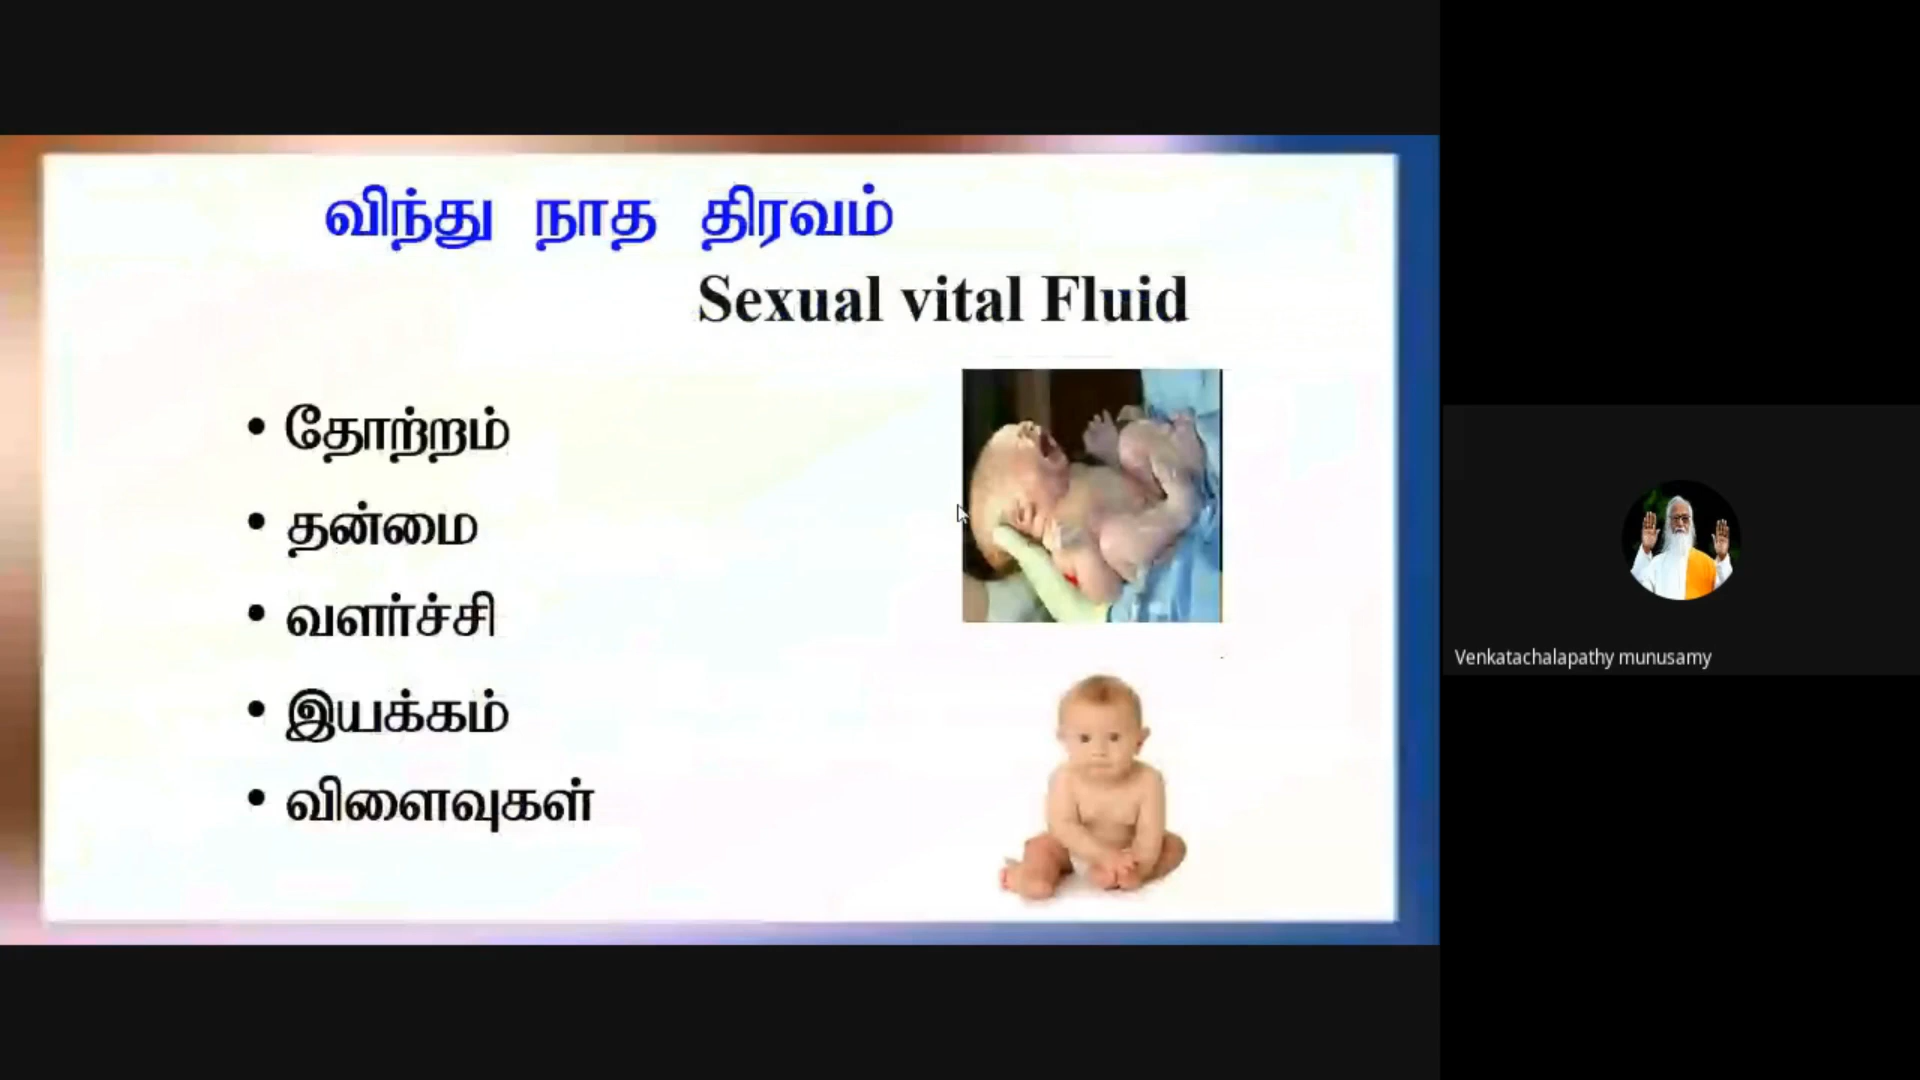 விந்து நாத திரவம்
Sexual vital Fluid
• தோற்றம்
• தன்மை
• வளர்ச்சி
• இயக்கம்
• விளைவுகள்
Venkatachalapathy munusamy